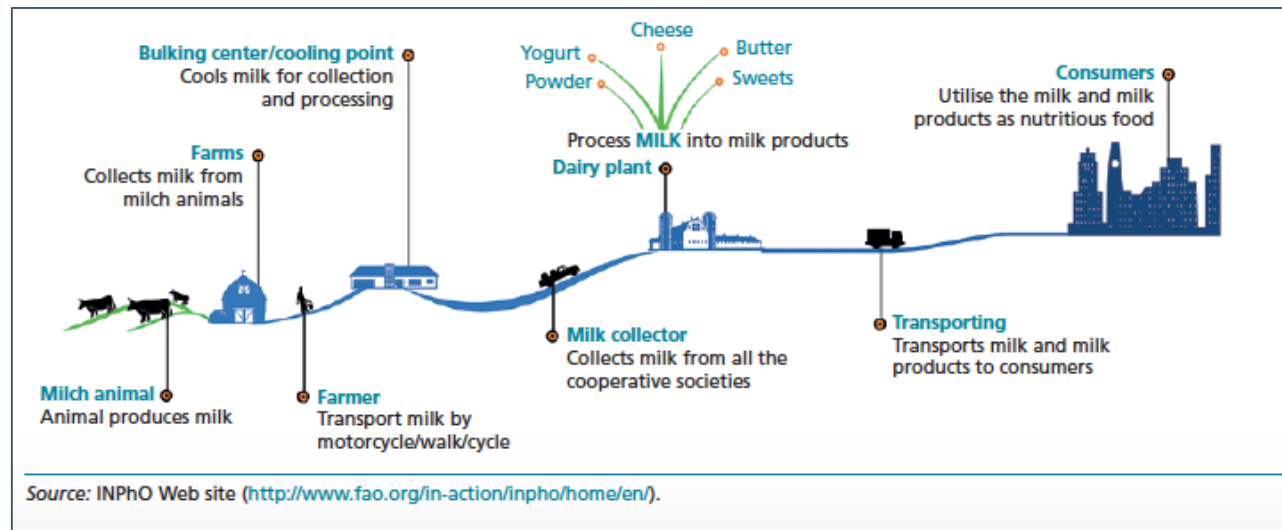 Bulking center/cooling point
Cools milk for collection
and processing
Cheese
Yogurt
Butter
Powder
Sweets
Process MILK into milk products
Dairy plant
Consumers
Utilise the milk and milk
products as nutritious food
Farms
Collects milk from
milch animals
Milch animal
Animal produces milk
Farmer
Transport milk by
motorcycle/walk/cycle
Milk collector
Collects milk from all the
cooperative societies
Transporting
Transports milk and milk
products to consumers
Source: INPhO Web site (http://www.fao.org/in-action/inpho/home/en/).